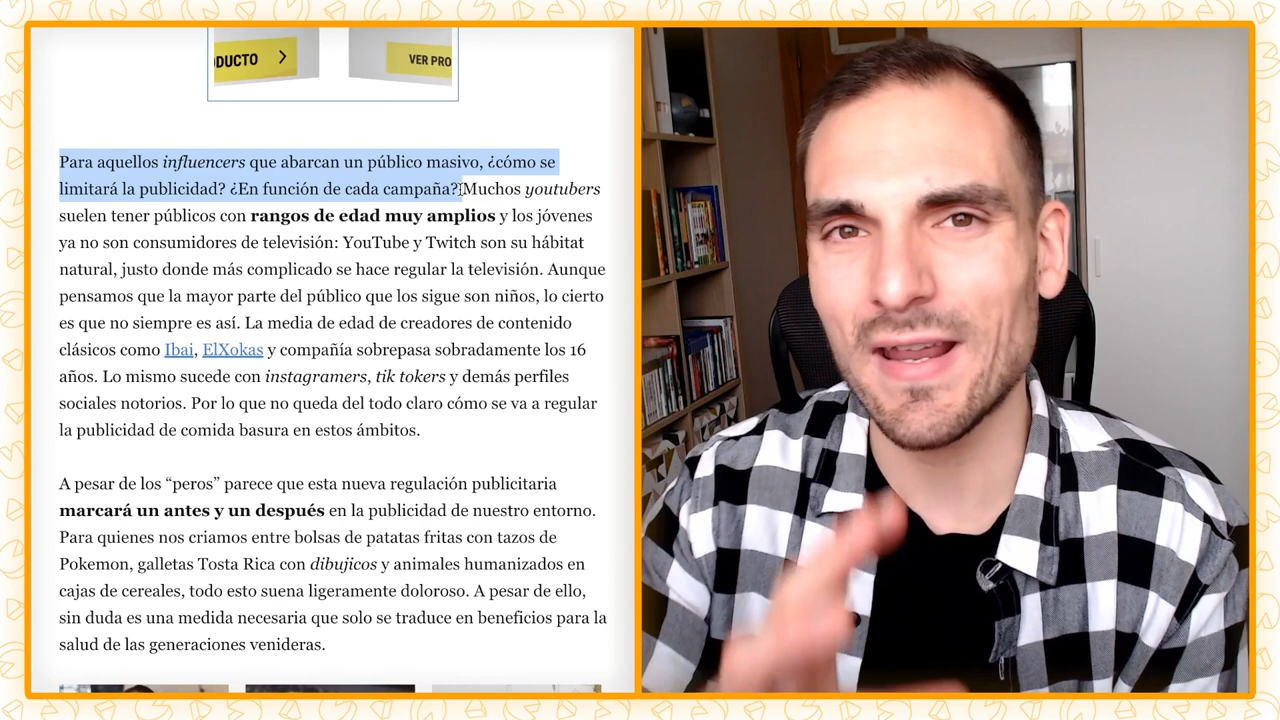 ODUCTO
VER PRO
Para aquellos influencers que abarcan un público masivo, ¿cómo se
limitará la publicidad? ¿En función de cada campaña? Muchos youtubers
suelen tener públicos con rangos de edad muy amplios y los jóvenes
ya no son consumidores de televisión: YouTube y Twitch son su hábitat
natural, justo donde más complicado se hace regular la televisión. Aunque
pensamos que la mayor parte del público que los sigue son niños, lo cierto
es que no siempre es así. La media de edad de creadores de contenido
clásicos como Ibai, ElXokas y compañía sobrepasa sobradamente los 16
años. Lo mismo sucede con instagramers, tik tokers y demás perfiles
sociales notorios. Por lo que no queda del todo claro cómo se va a regular
la publicidad de comida basura en estos ámbitos.
A pesar de los “peros” parece que esta nueva regulación publicitaria
marcará un antes y un después en la publicidad de nuestro entorno.
Para quienes nos criamos entre bolsas de patatas fritas con tazos de
Pokemon, galletas Tosta Rica con dibujicos y animales humanizados en
cajas de cereales, todo esto suena ligeramente doloroso. A pesar de ello,
sin duda es una medida necesaria que solo se traduce en beneficios para la
salud de las generaciones venideras.